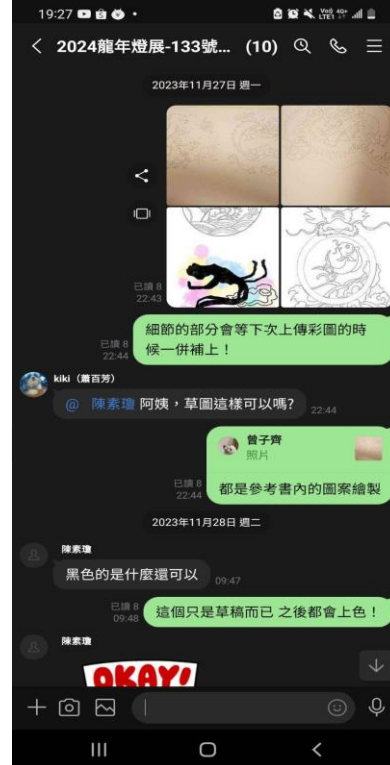 19:27
VoD 4G+
LTE1
2024龍年燈展-133號... (10)
2023年11月27日 週一
已讀 8
22:43
細節的部分會等下次上傳彩圖的時
候一併補上！
已讀 8
22:44
kiki（蕭百芳）
@ 陳素瓊 阿姨，草圖這樣可以嗎?
22:44
曾子齊
照片
都是參考書內的圖案繪製
已讀 8
22:44
2023年11月28日 週二
陳素瓊
黑色的是什麼還可以
09:47
這個只是草稿而已 之後都會上色！
已讀 8
09:48
陳素瓊
OKAY!